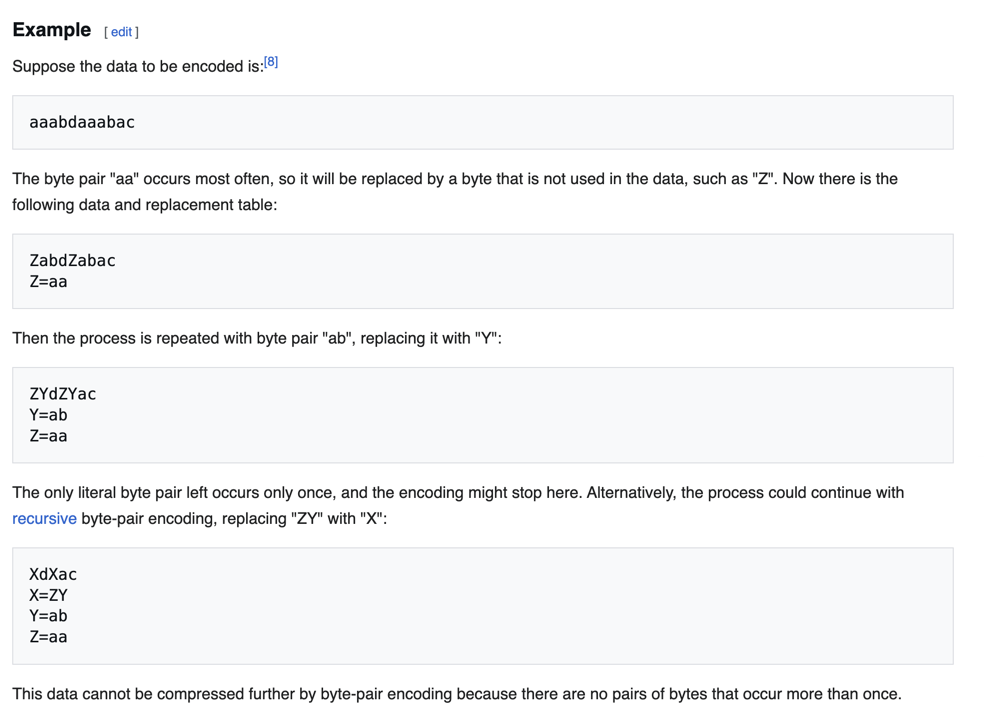 Example [ edit ]
Suppose the data to be encoded is:[8]
aaabdaaabac
The byte pair "aa" occurs most often, so it will be replaced by a byte that is not used in the data, such as "Z". Now there is the
following data and replacement table:
ZabdZabac
Z=aa
Then the process is repeated with byte pair "ab", replacing it with "Y":
ZYdZYac
Y=ab
Z=aa
The only literal byte pair left occurs only once, and the encoding might stop here. Alternatively, the process could continue with
recursive byte-pair encoding, replacing "ZY" with "X":
XdXac
X=ZY
Y=ab
Z=aa
This data cannot be compressed further by byte-pair encoding because there are no pairs of bytes that occur more than once.